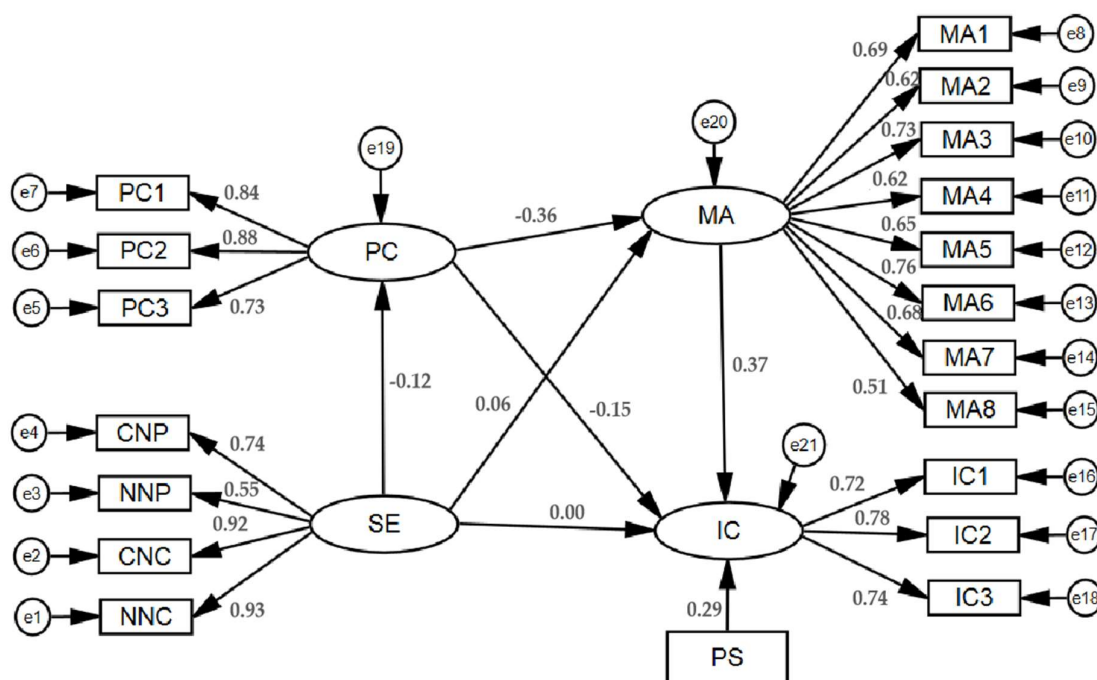 MA1
e8
0.69
MA2
e9
0.62
e20
MA3
e10
0.73
e19
e7
PC1
0.84
MA4
e11
0.62
-0.36
MA
MA5
e12
0.65
e6
PC2
0.88
PC
0.76
MA6
e13
e5
PC3
0.73
0.68
MA7
e14
-0.12
0.37
0.51
MA8
e15
0.06
-0.15
e4
CNP
0.74
e21
IC1
e16
0.72
e3
NNP
0.55
SE
0.00
IC
0.78
IC2
e17
0.92
e2
CNC
0.74
IC3
e18
e1
NNC
0.93
0.29
PS